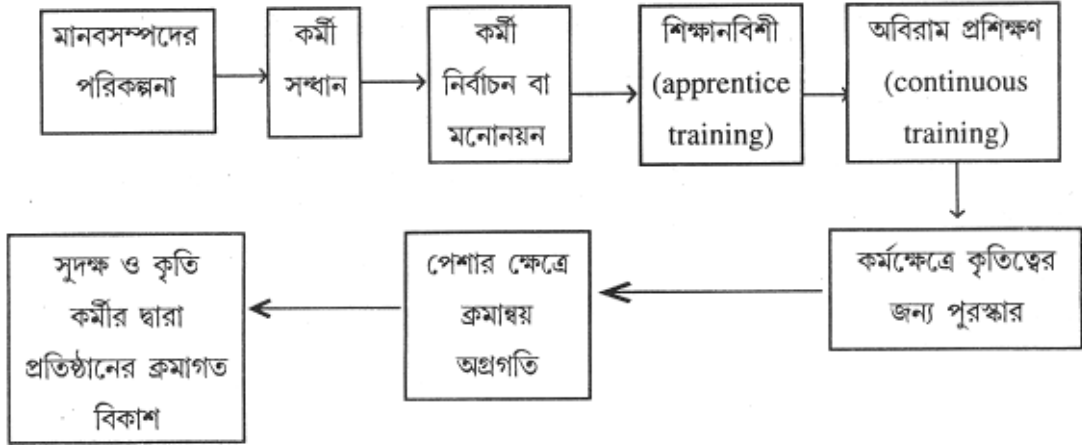 মানবসম্পদের
পরিকল্পনা
কর্মী
সন্ধান
কর্মী
নির্বাচন বা
মনোনয়ন
শিক্ষানবিশী
(apprentice
training)
অবিরাম প্রশিক্ষণ
(continuous
training)
কর্মক্ষেত্রে কৃতিত্বের
জন্য পুরস্কার
পেশার ক্ষেত্রে
ক্রমান্বয়
অগ্রগতি
সুদক্ষ ও কৃতি
কর্মীর দ্বারা
প্রতিষ্ঠানের ক্রমাগত
বিকাশ